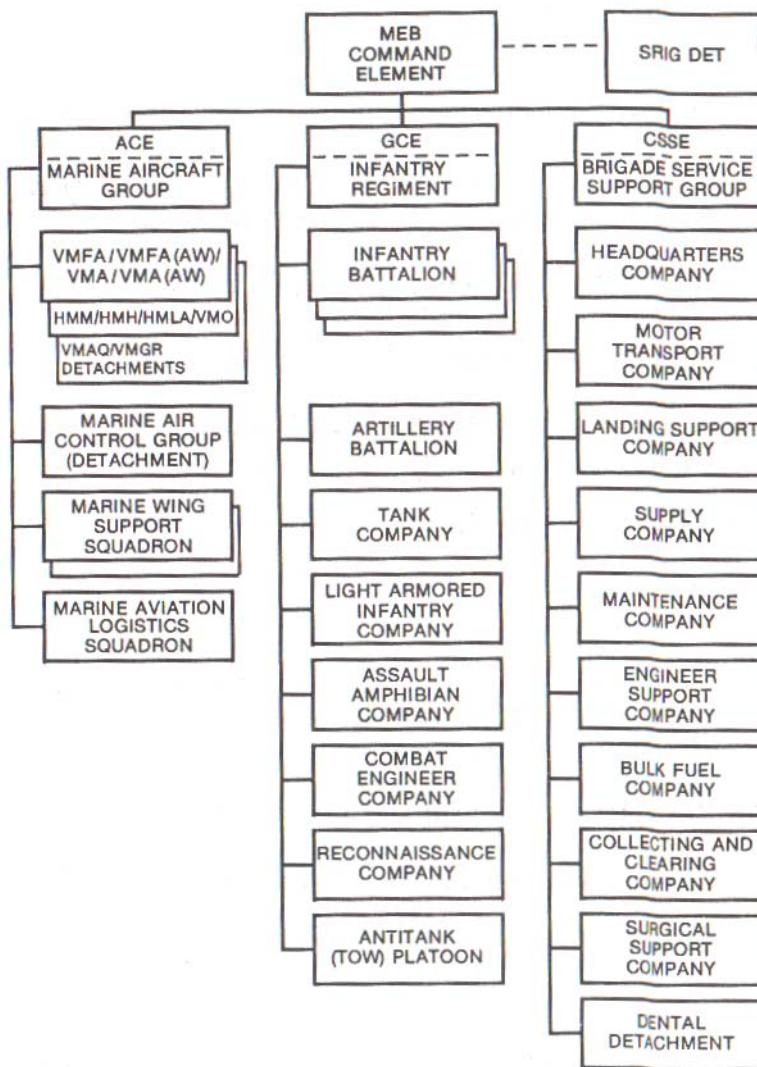 MEB
COMMAND
ELEMENT
SRIG DET
ACE
MARINE AIRCRAFT
GROUP
VMFA/VMFA(AW)/
VMA/VMA(AW)
HMM/HMH/HMLA/VMO
VMAQ/VMGR
DETACHMENTS
MARINE AIR
CONTROL GROUP
(DETACHMENT)
MARINE WING
SUPPORT
SQUADRON
MARINE AVIATION
LOGISTICS
SQUADRON
GCE
INFANTRY
REGIMENT
INFANTRY
BATTALION
ARTILLERY
BATTALION
TANK
COMPANY
LIGHT ARMORED
INFANTRY
COMPANY
ASSAULT
AMPHIBIAN
COMPANY
COMBAT
ENGINEER
COMPANY
RECONNAISSANCE
COMPANY
ANTITANK
(TOW) PLATOON
CSSE
BRIGADE SERVICE
SUPPORT GROUP
HEADQUARTERS
COMPANY
MOTOR
TRANSPORT
COMPANY
LANDING SUPPORT
COMPANY
SUPPLY
COMPANY
MAINTENANCE
COMPANY
ENGINEER
SUPPORT
COMPANY
BULK FUEL
COMPANY
COLLECTING AND
CLEARING
COMPANY
SURGICAL
SUPPORT
COMPANY
DENTAL
DETACHMENT